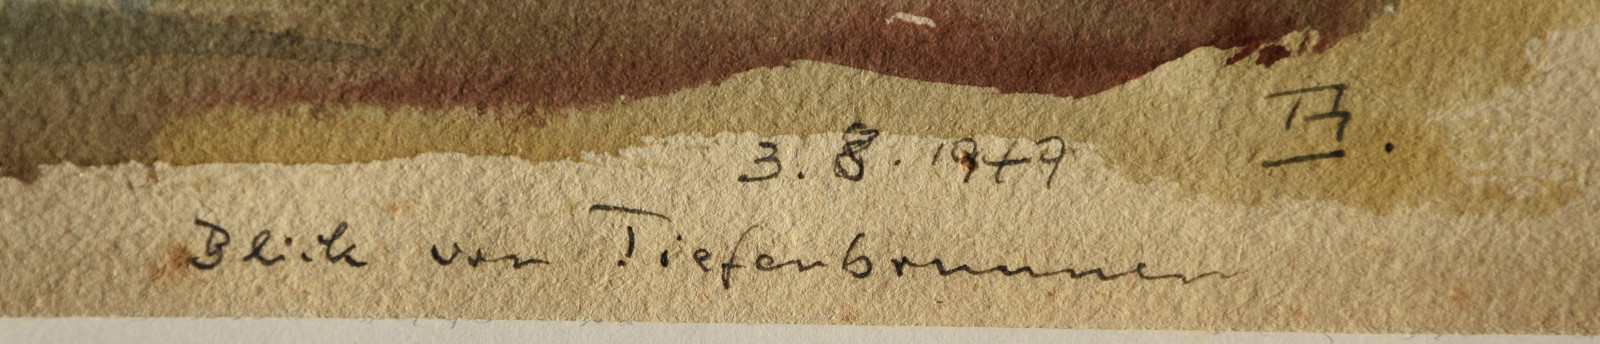 3. 8. 1947
Blick von Tiefenbrunnen